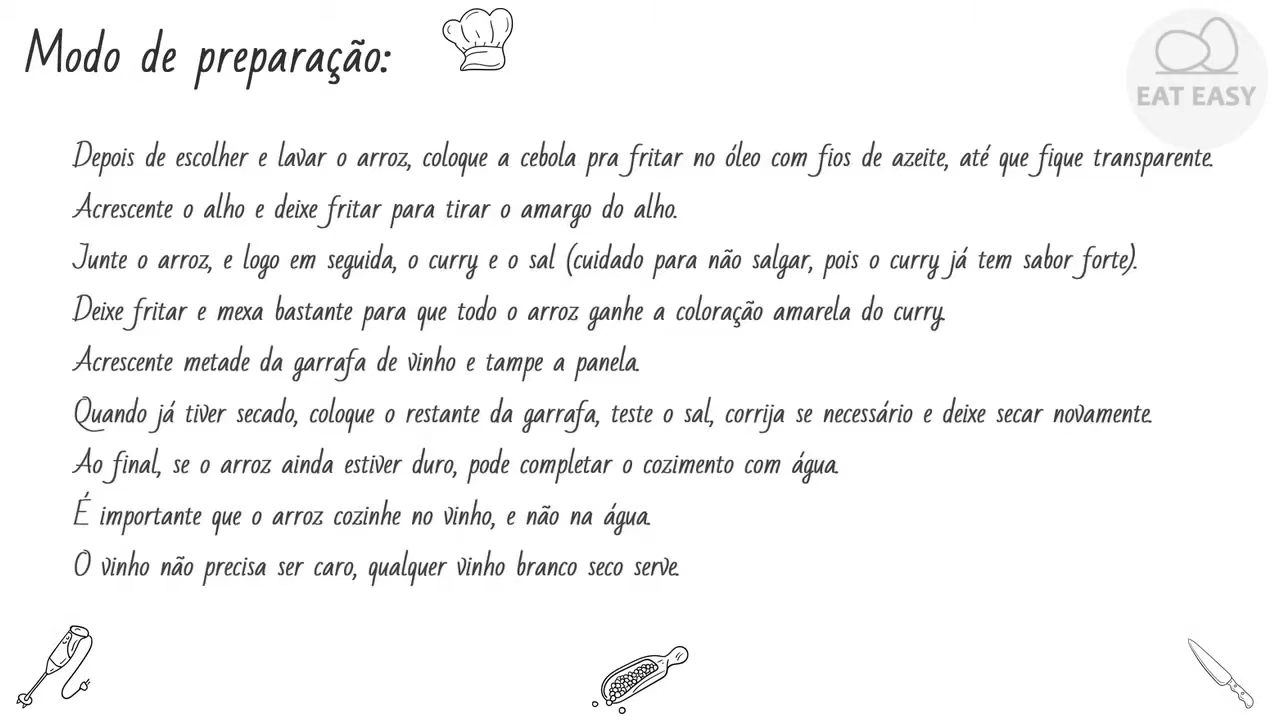 Modo de preparação:
EAT EASY
Depois de escolher e lavar o arroz, coloque a cebola pra fritar no óleo com fios de azeite, até que fique transparente.
Acrescente o alho e deixe fritar para tirar o amargo do alho.
Junte o arroz, e logo em seguida, o curry e o sal (cuidado para não salgar, pois o curry já tem sabor forte).
Deixe fritar e mexa bastante para que todo o arroz ganhe a coloração amarela do curry.
Acrescente metade da garrafa de vinho e tampe a panela.
Quando já tiver secado, coloque o restante da garrafa, teste o sal, corrija se necessário e deixe secar novamente.
Ao final, se o arroz ainda estiver duro, pode completar o cozimento com água.
É importante que o arroz cozinhe no vinho, e não na água.
O vinho não precisa ser caro, qualquer vinho branco seco serve.